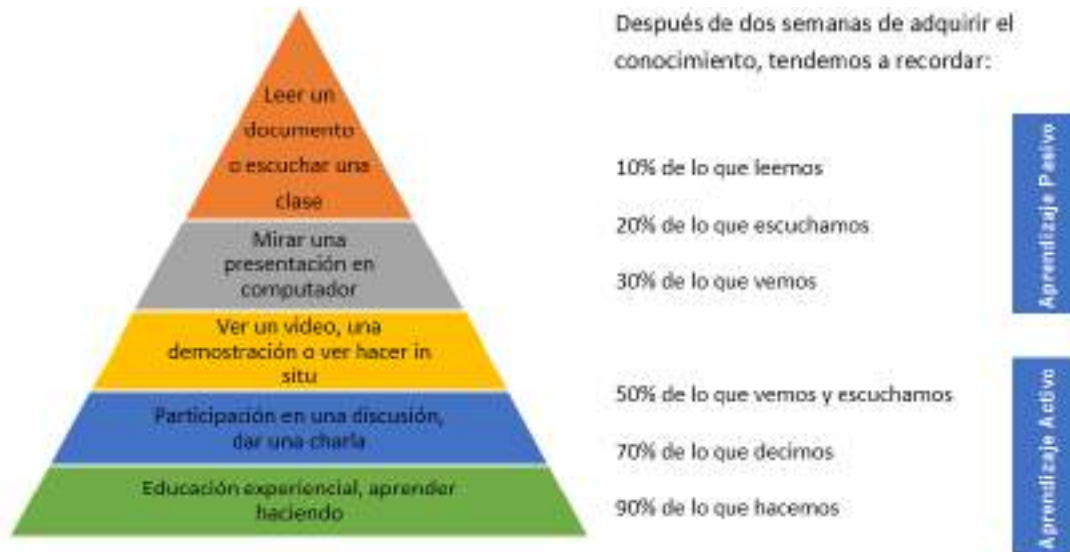 Leer un
documento
o escuchar una
clase
Mirar una
presentación en
computador
Ver un video, una
demostración o ver hacer in
situ
Participación en una discusión,
dar una charla
Educación experiencial, aprender
haciendo
Después de dos semanas de adquirir el
conocimiento, tendemos a recordar:
10% de lo que leemos
20% de lo que escuchamos
30% de lo que vemos
50% de lo que vemos y escuchamos
70% de lo que decimos
90% de lo que hacemos
Aprendizaje Pasivo
Aprendizaje Activo